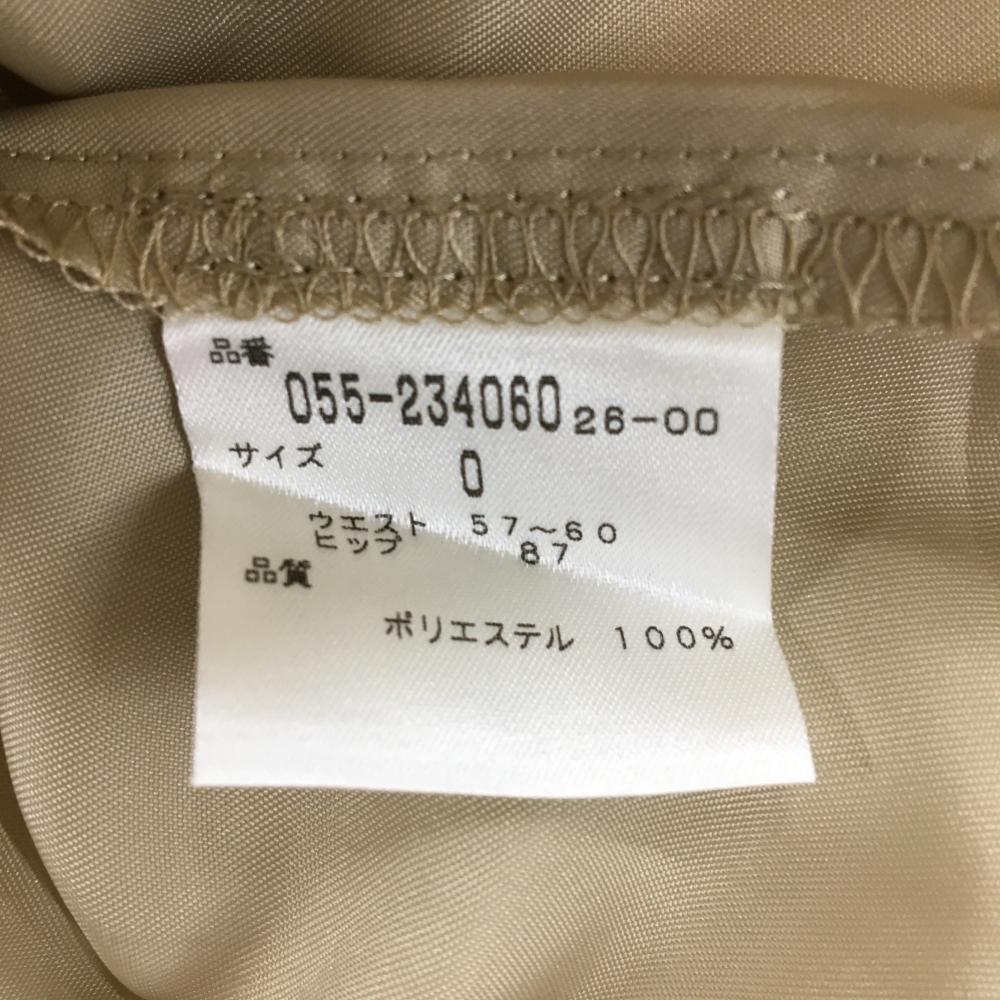 品番
055-234060 26-00
サイズ 0
ウエスト 57～60
ヒップ 87
品質
ポリエステル 100%